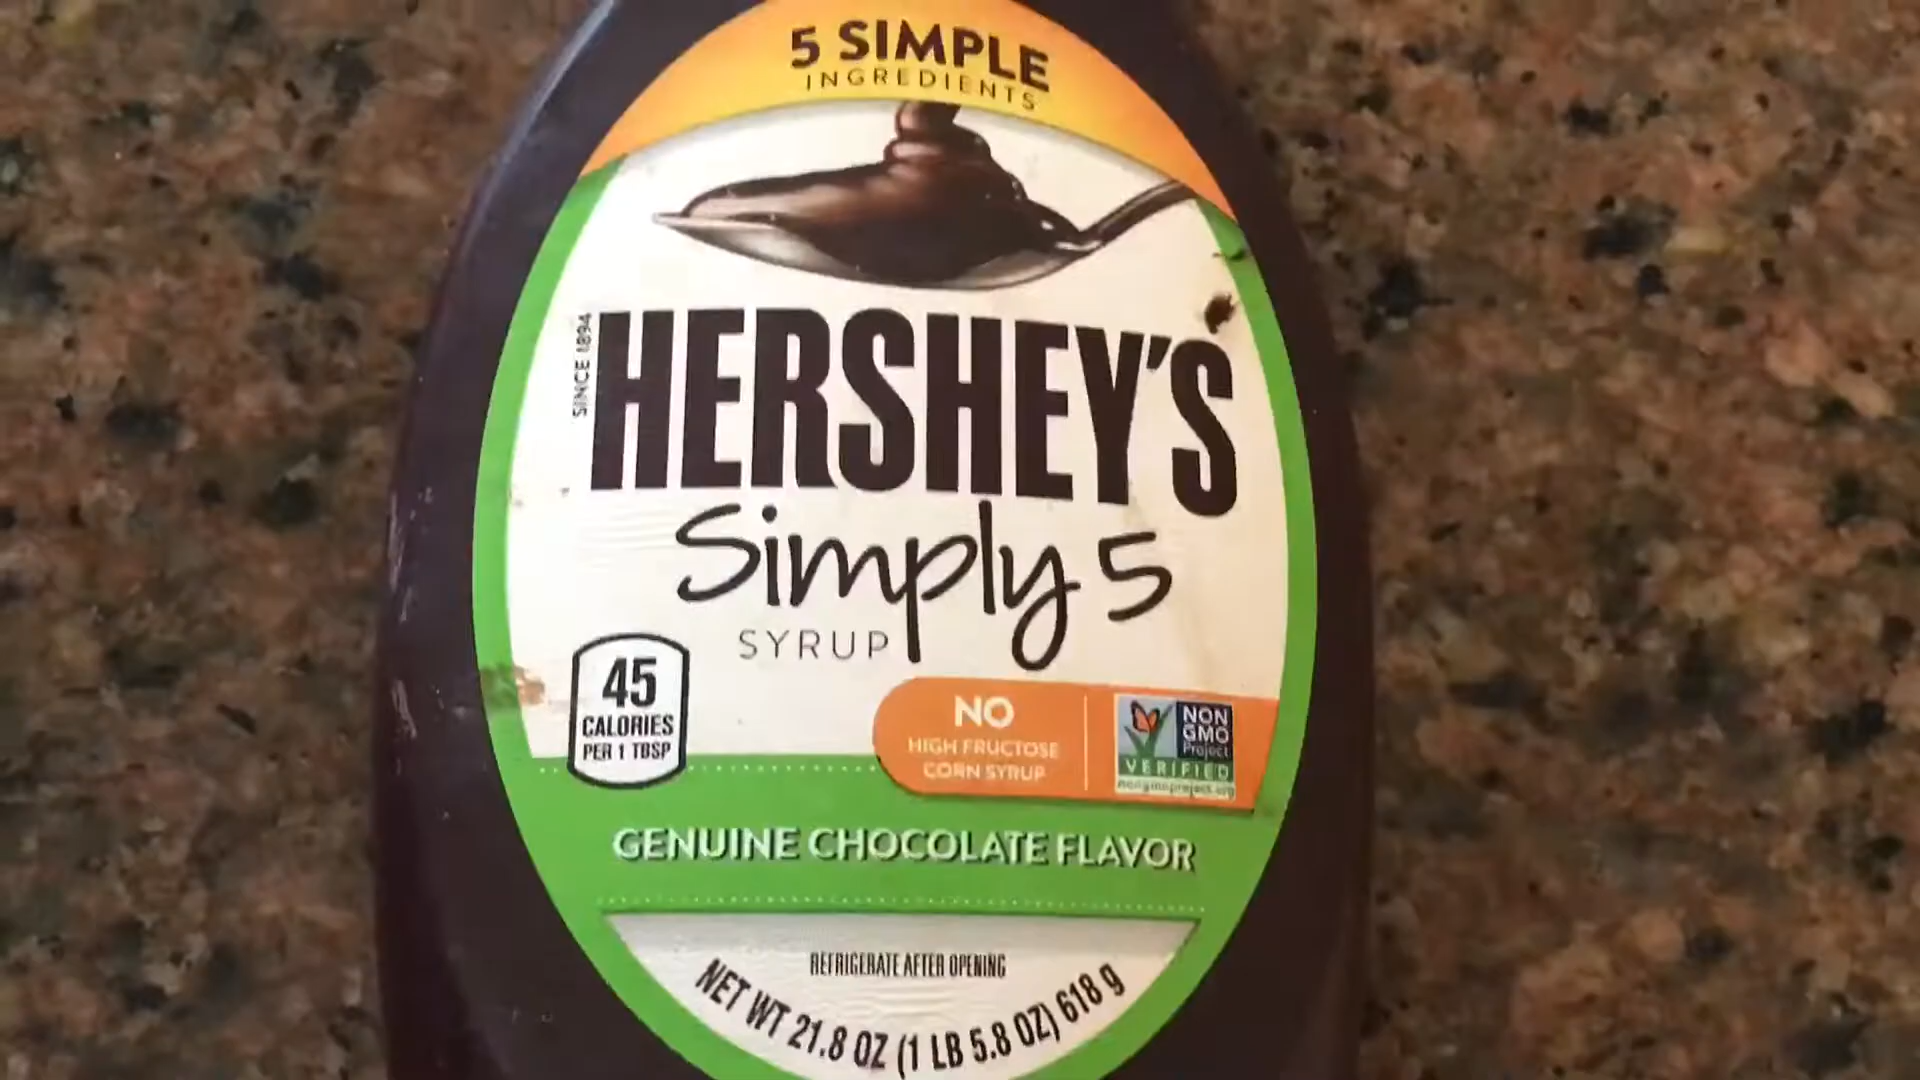 5 SIMPLE
INGREDIENTS
SINCE 1894
HERSHEY'S
Simply 5
SYRUP
45
CALORIES
PER 1 TBSP
NO
HIGH FRUCTOSE
CORN SYRUP
NON
GMO
Project
VERIFIED
nongmoproject.org
GENUINE CHOCOLATE FLAVOR
REFRIGERATE AFTER OPENING
NET WT 21.8 OZ (1 LB 5.8 OZ) 618 g